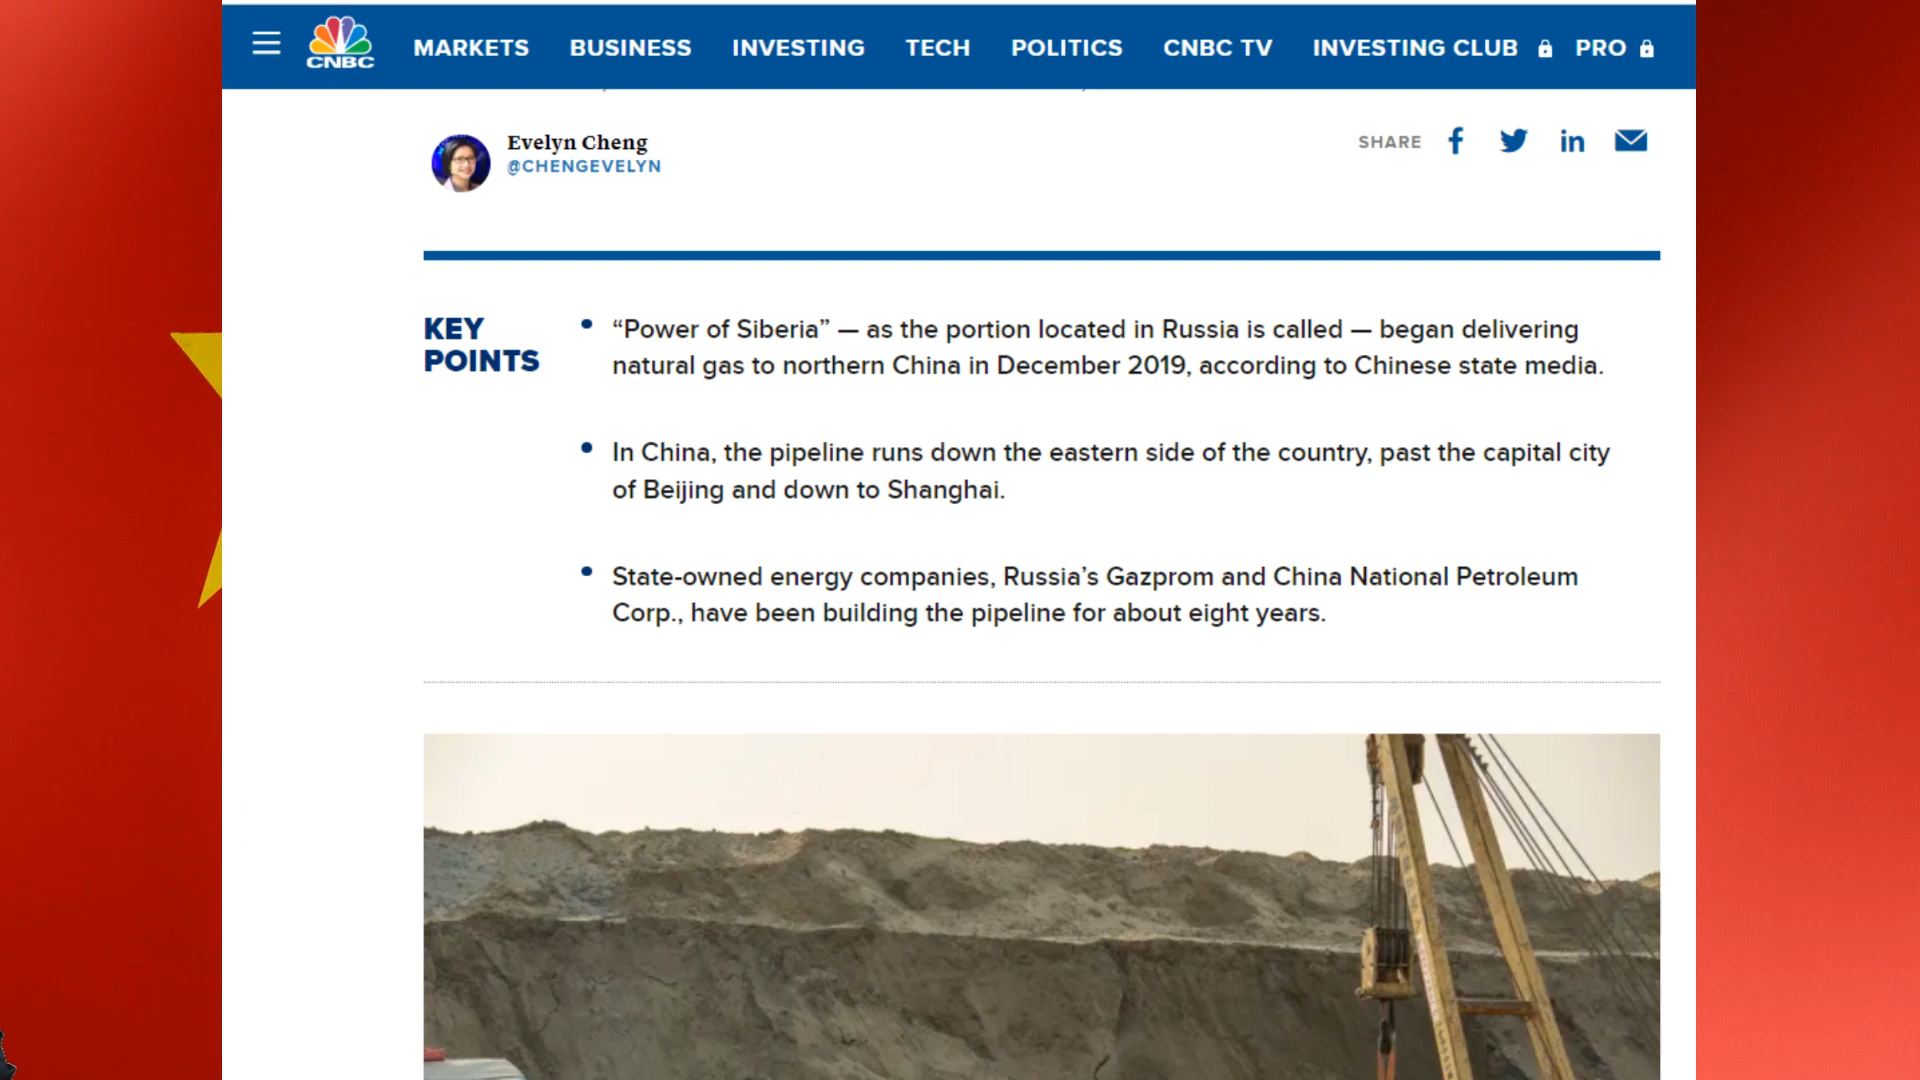 CNBC
MARKETS BUSINESS INVESTING TECH POLITICS CNBC TV INVESTING CLUB PRO
Evelyn Cheng
@CHENGEVELYN
SHARE
KEY
POINTS
“Power of Siberia” — as the portion located in Russia is called — began delivering
natural gas to northern China in December 2019, according to Chinese state media.
In China, the pipeline runs down the eastern side of the country, past the capital city
of Beijing and down to Shanghai.
State-owned energy companies, Russia’s Gazprom and China National Petroleum
Corp., have been building the pipeline for about eight years.